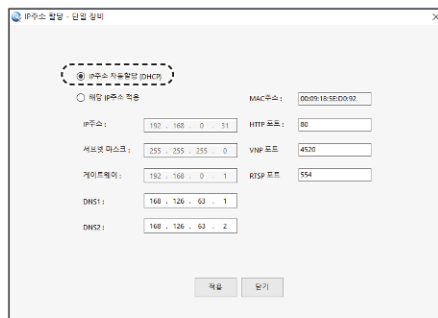 IP주소 할당 - 단일 장비
IP주소 자동할당 (DHCP)
해당 IP주소 적용
MAC주소 : 00:09:18:5E:D0:92
IP주소 : 192 . 168 . 0 . 31 HTTP 포트 : 80
서브넷 마스크 : 255 . 255 . 255 . 0 VNP 포트 4520
게이트웨이 : 192 . 168 . 0 . 1 RTSP 포트 554
DNS1 : 168 . 126 . 63 . 1
DNS2 : 168 . 126 . 63 . 2
적용 닫기